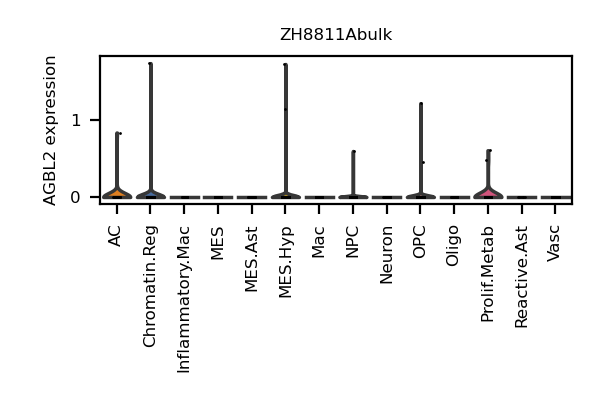 ZH8811Abulk
AGBL2 expression
1
0
AC
Chromatin.Reg
Inflammatory.Mac
MES
MES.Ast
MES.Hyp
Mac
NPC
Neuron
OPC
Oligo
Prolif.Metab
Reactive.Ast
Vasc